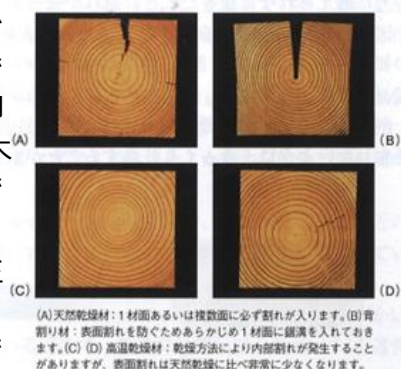 (A)
(B)
(C)
(D)
(A)天然乾燥材：1材面あるいは複数面に必ず割れが入ります。(B)背
割り材：表面割れを防ぐためあらかじめ1材面に鋸溝を入れておき
ます。(C) (D) 高温乾燥材：乾燥方法により内部割れが発生すること
がありますが、表面割れは天然乾燥に比べ非常に少なくなります。